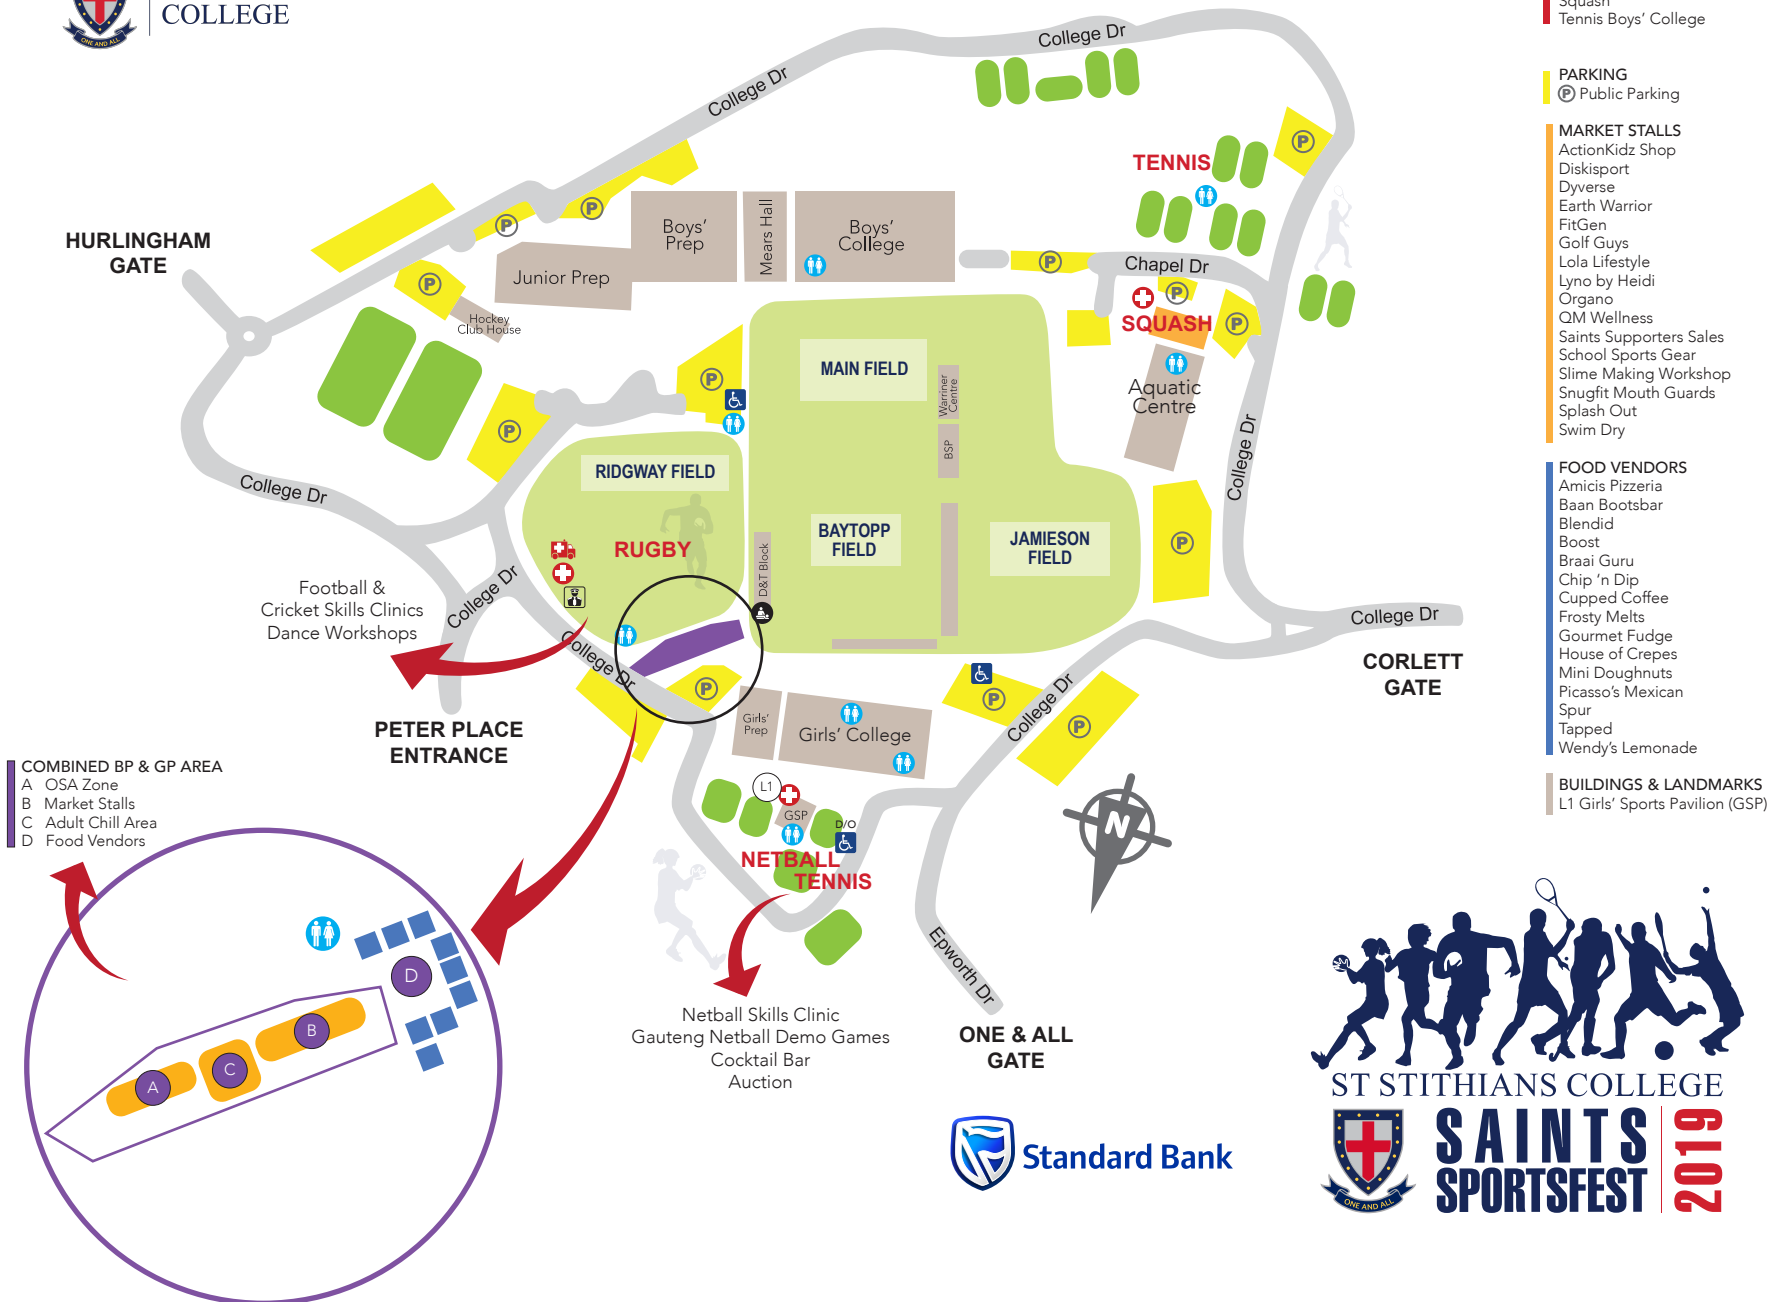 COLLEGE
ONE AND ALL
Squash
Tennis Boys' College
PARKING
P Public Parking
MARKET STALLS
ActionKidz Shop
Diskisport
Dyverse
Earth Warrior
FitGen
Golf Guys
Lola Lifestyle
Lyno by Heidi
Organo
QM Wellness
Saints Supporters Sales
School Sports Gear
Slime Making Workshop
Snugfit Mouth Guards
Splash Out
Swim Dry
FOOD VENDORS
Amicis Pizzeria
Baan Bootsbar
Blendid
Boost
Braai Guru
Chip 'n Dip
Cupped Coffee
Frosty Melts
Gourmet Fudge
House of Crepes
Mini Doughnuts
Picasso's Mexican
Spur
Tapped
Wendy's Lemonade
BUILDINGS & LANDMARKS
L1 Girls' Sports Pavilion (GSP)
College Dr
College Dr
TENNIS
P
HURLINGHAM
GATE
P
P
P
Boys'
Prep
Mears Hall
Boys'
College
Junior Prep
Hockey
Club House
P
Chapel Dr
P
SQUASH
P
Aquatic
Centre
MAIN FIELD
Warriner
Centre
BSP
P
P
College Dr
College Dr
RIDGWAY FIELD
RUGBY
BAYTOPP
FIELD
JAMIESON
FIELD
P
D&T Block
Football &
Cricket Skills Clinics
Dance Workshops
College Dr
College Dr
College Dr
CORLETT
GATE
P
P
P
College Dr
PETER PLACE
ENTRANCE
Girls'
Prep
Girls' College
COMBINED BP & GP AREA
A OSA Zone
B Market Stalls
C Adult Chill Area
D Food Vendors
L1
GSP
D/O
NETBALL
TENNIS
N
D
B
C
A
Epworth Dr
Netball Skills Clinic
Gauteng Netball Demo Games
Cocktail Bar
Auction
ONE & ALL
GATE
Standard Bank
ST STITHIANS COLLEGE
SAINTS
SPORTSFEST
2019
ONE AND ALL